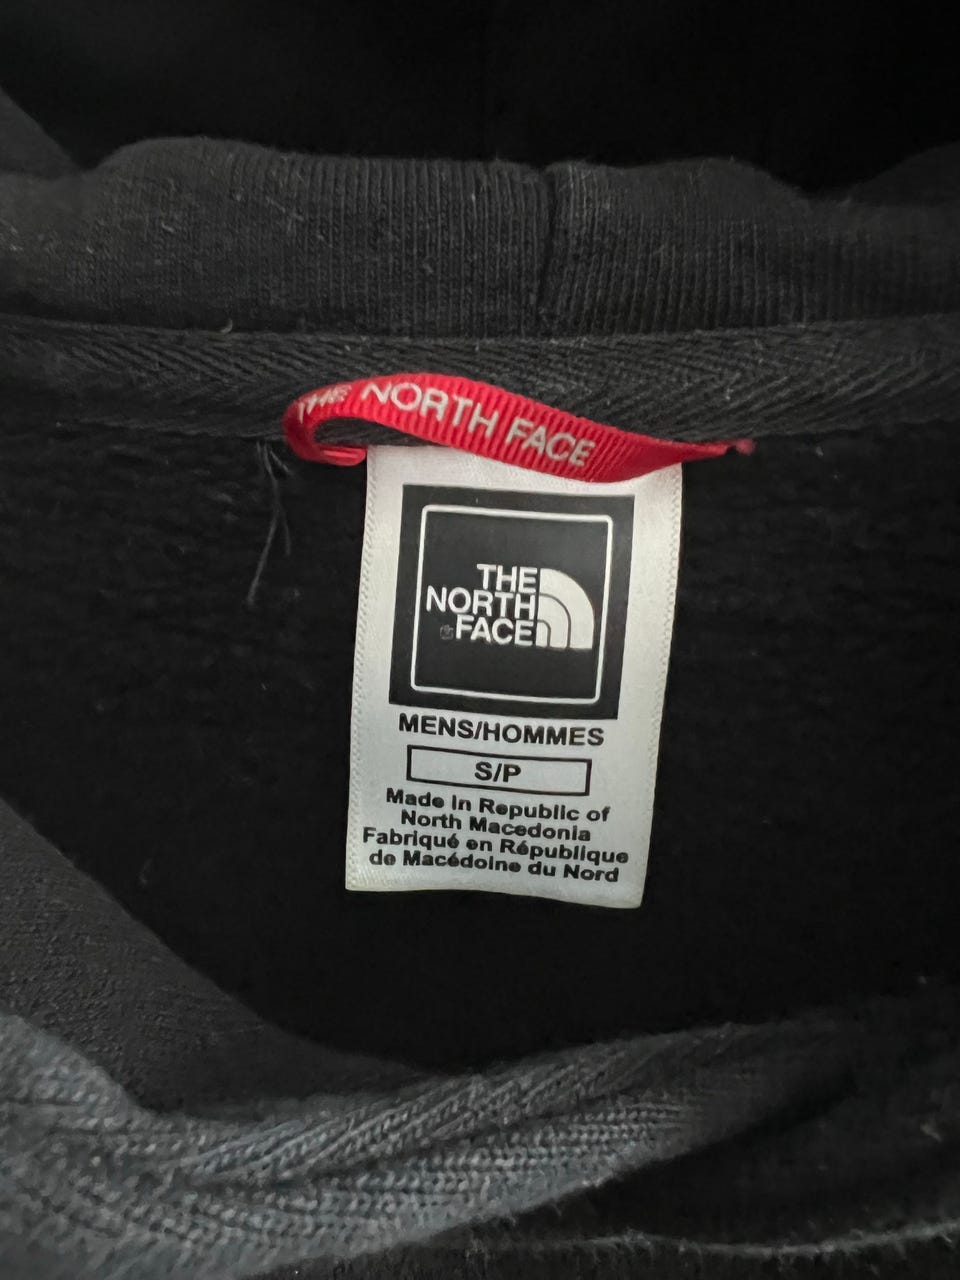 THE NORTH FACE
THE
NORTH
FACE
MENS/HOMMES
S/P
Made in Republic of
North Macedonia
Fabriqué en République
de Macédoine du Nord